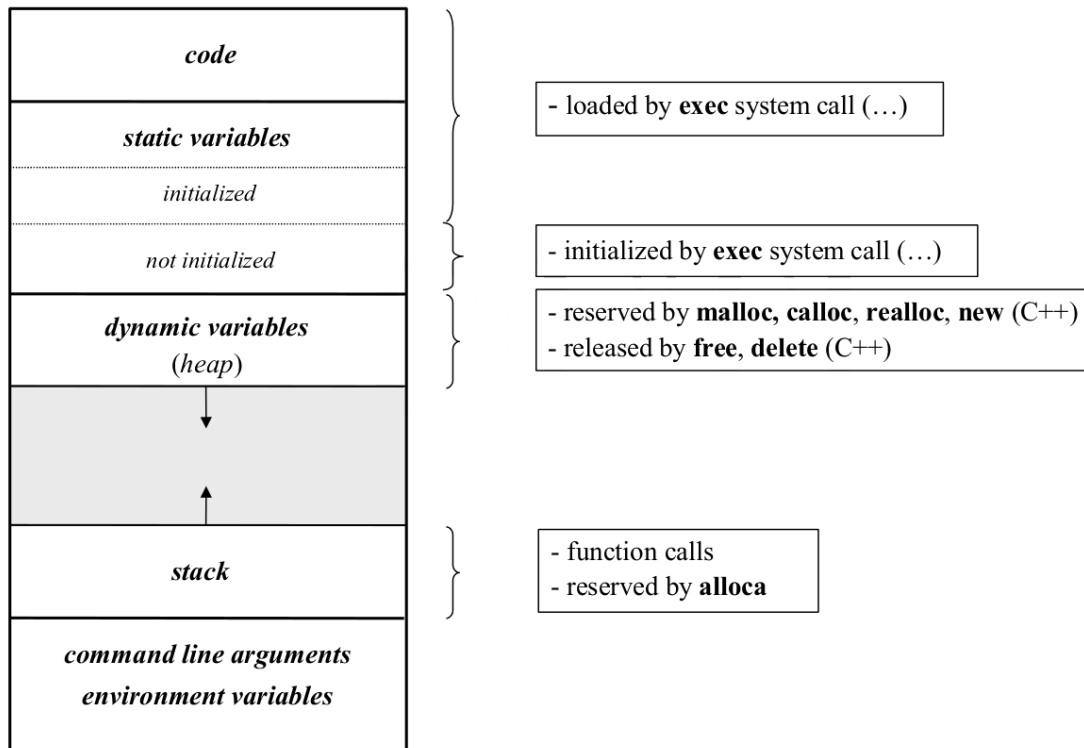 code
- loaded by exec system call (…)
static variables
initialized
not initialized
- initialized by exec system call (…)
dynamic variables
(heap)
- reserved by malloc, calloc, realloc, new (C++)
- released by free, delete (C++)
stack
- function calls
- reserved by alloca
command line arguments
environment variables